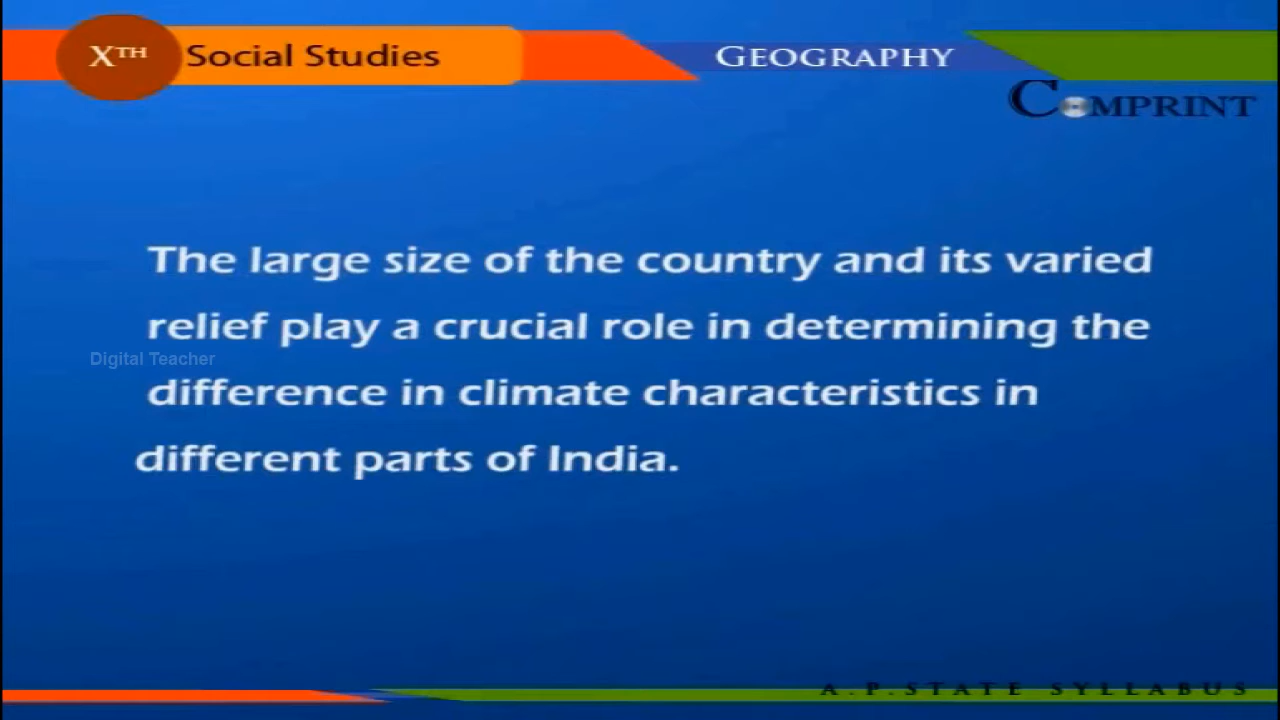 XTH Social Studies GEOGRAPHY
COMPRINT
The large size of the country and its varied
relief play a crucial role in determining the
Digital Teacher
difference in climate characteristics in
different parts of India.
A.P.STATE SYLLABUS